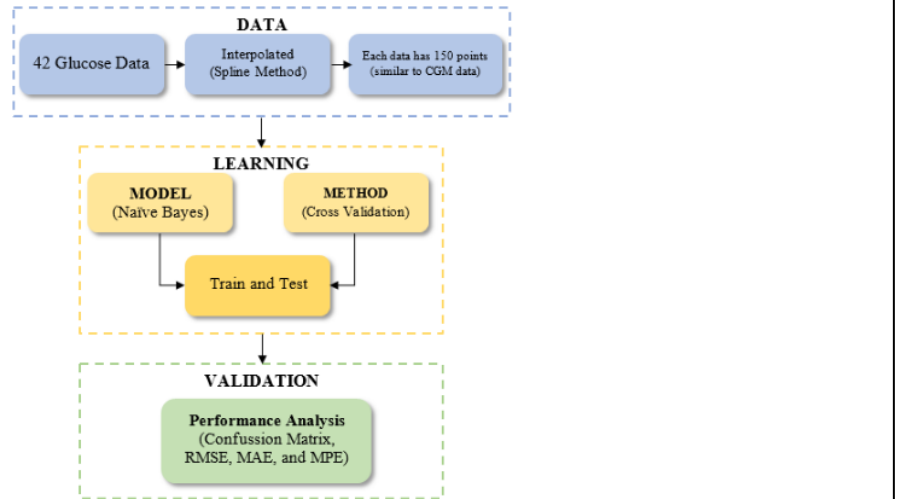 DATA
42 Glucose Data
Interpolated
(Spline Method)
Each data has 150 points
(similar to CGM data)
LEARNING
MODEL
(Naïve Bayes)
METHOD
(Cross Validation)
Train and Test
VALIDATION
Performance Analysis
(Confussion Matrix,
RMSE, MAE, and MPE)